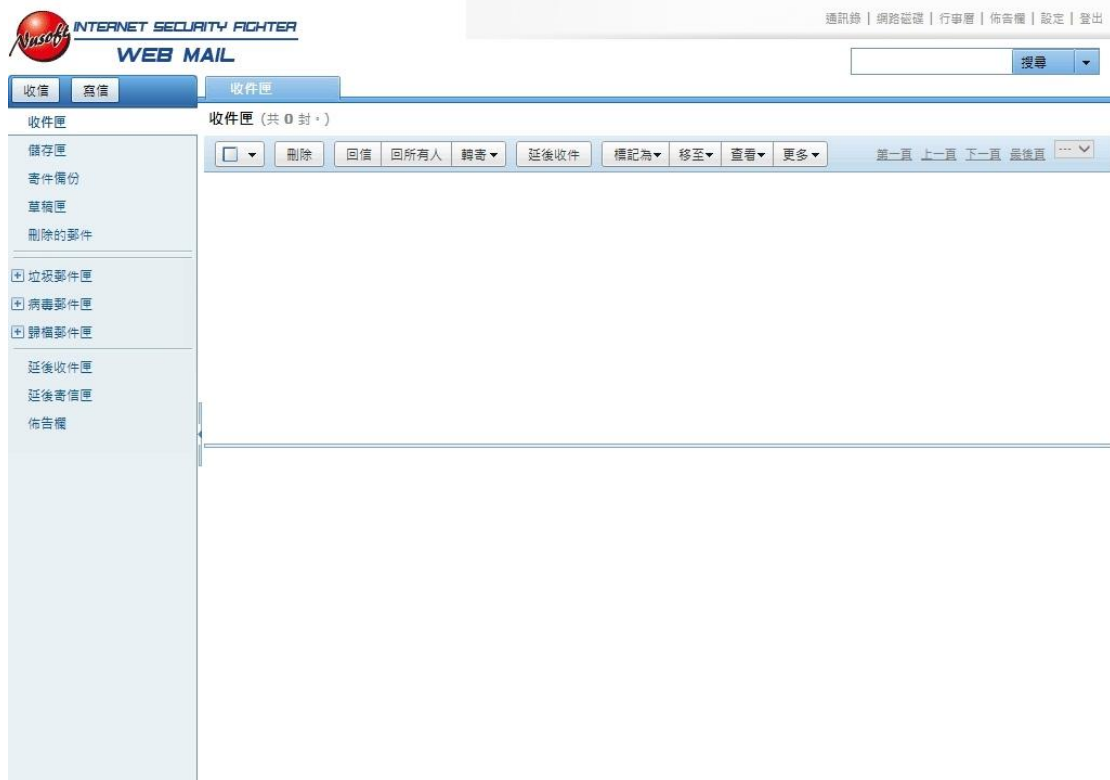 Nusoft INTERNET SECURITY FIGHTER
WEB MAIL
通訊錄 | 網路磁碟 | 行事曆 | 佈告欄 | 設定 | 登出
搜尋
收信 寫信
收件匣
收件匣 (共 0 封。)
刪除 回信 回所有人 轉寄 延後收件 標記為 移至 查看 更多 第一頁 上一頁 下一頁 最後頁 ---
收件匣
儲存匣
寄件備份
草稿匣
刪除的郵件
垃圾郵件匣
病毒郵件匣
歸檔郵件匣
延後收件匣
延後寄信匣
佈告欄